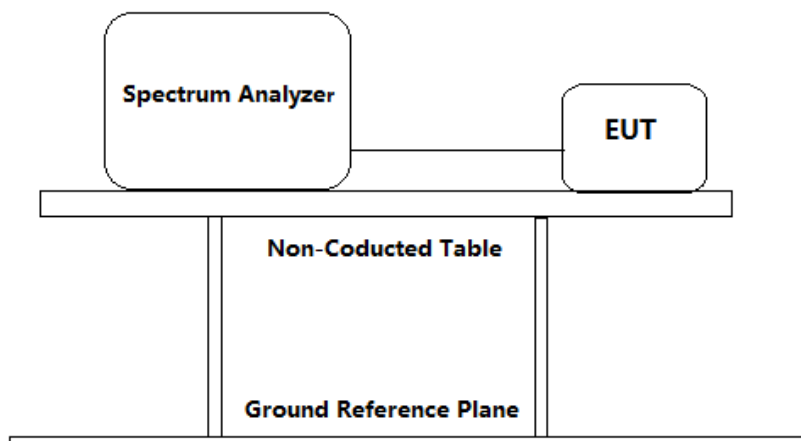 Spectrum Analyzer
EUT
Non-Coducted Table
Ground Reference Plane